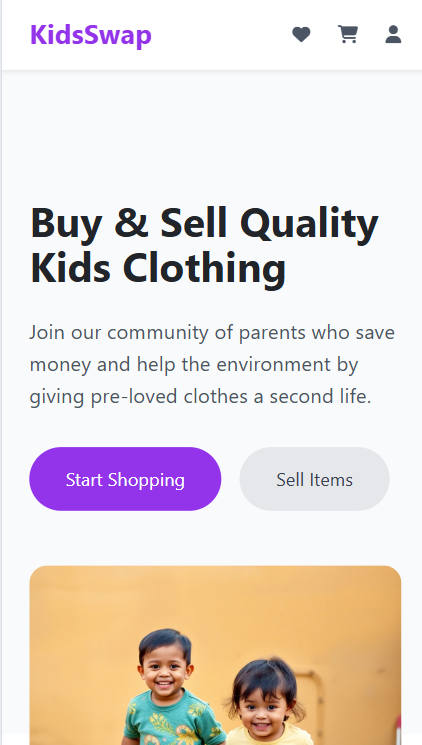 KidsSwap
Buy & Sell Quality
Kids Clothing
Join our community of parents who save
money and help the environment by
giving pre-loved clothes a second life.
Start Shopping
Sell Items